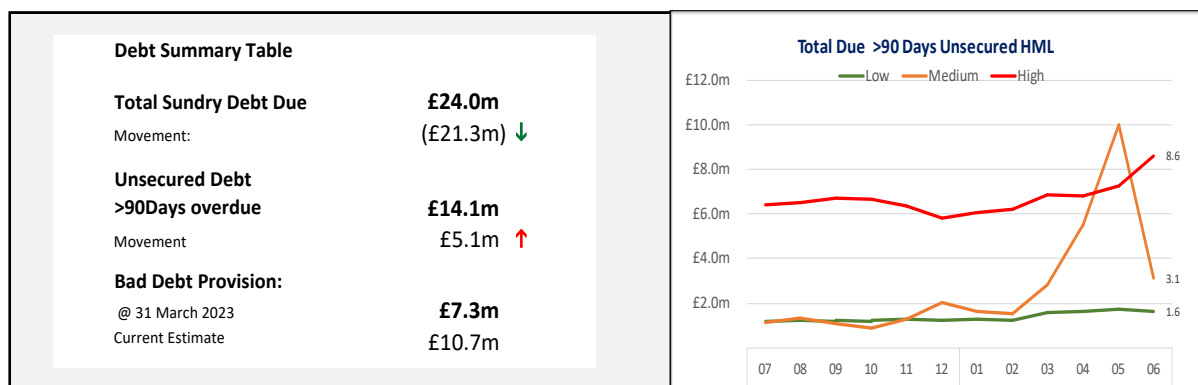 Debt Summary Table
Total Sundry Debt Due £24.0m
Movement: (£21.3m) ↓
Unsecured Debt
>90Days overdue £14.1m
Movement £5.1m ↑
Bad Debt Provision:
@ 31 March 2023 £7.3m
Current Estimate £10.7m
Total Due >90 Days Unsecured HML
Low Medium High
£12.0m
£10.0m
£8.0m
£6.0m
£4.0m
£2.0m
8.6
3.1
1.6
07 08 09 10 11 12 01 02 03 04 05 06